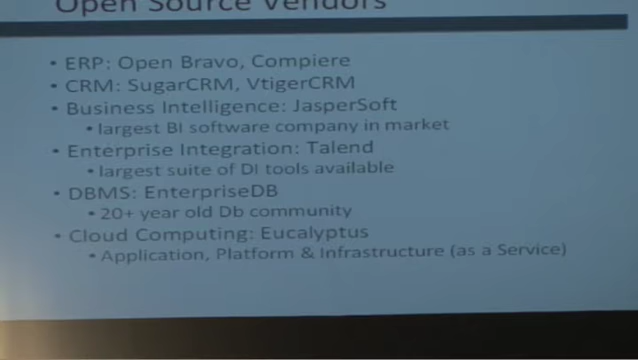 Open Source Vendors
• ERP: Open Bravo, Compiere
• CRM: SugarCRM, VtigerCRM
• Business Intelligence: JasperSoft
• largest BI software company in market
• Enterprise Integration: Talend
• largest suite of DI tools available
• DBMS: EnterpriseDB
• 20+ year old Db community
• Cloud Computing: Eucalyptus
• Application, Platform & Infrastructure (as a Service)